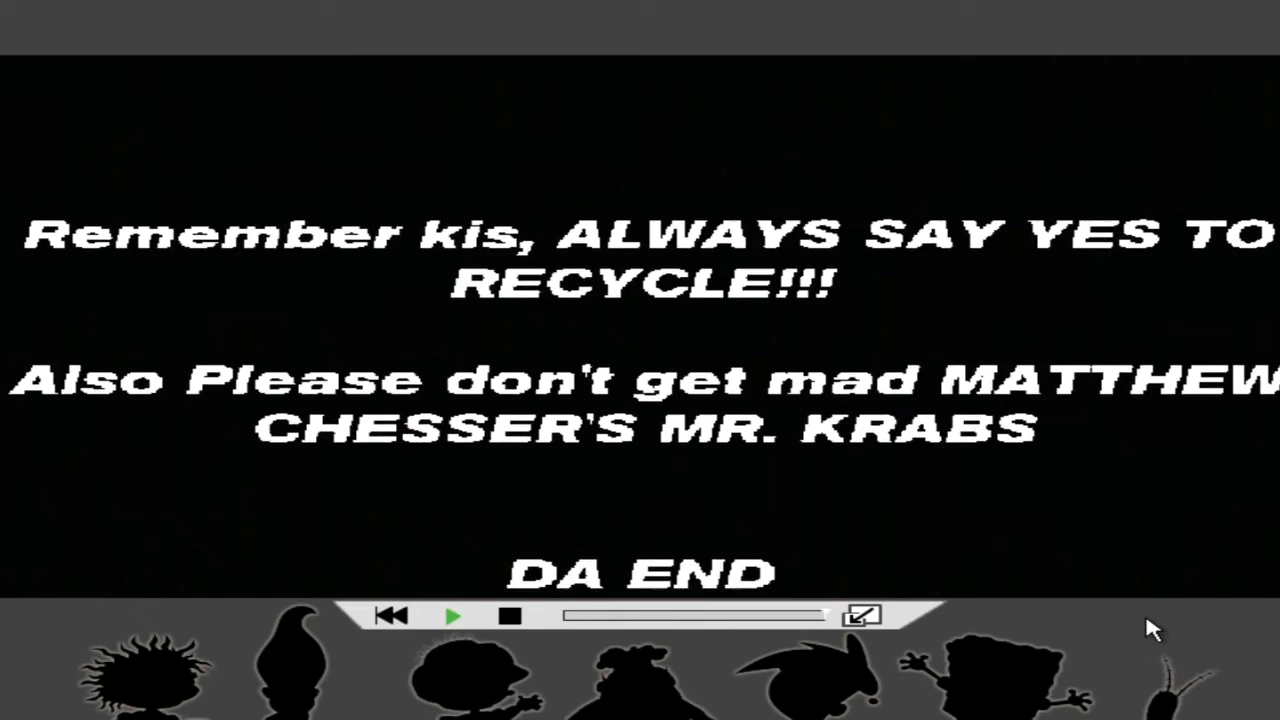 Remember kis, ALWAYS SAY YES TO
RECYCLE!!!
Also Please don't get mad MATTHEW
CHESSER'S MR. KRABS
DA END